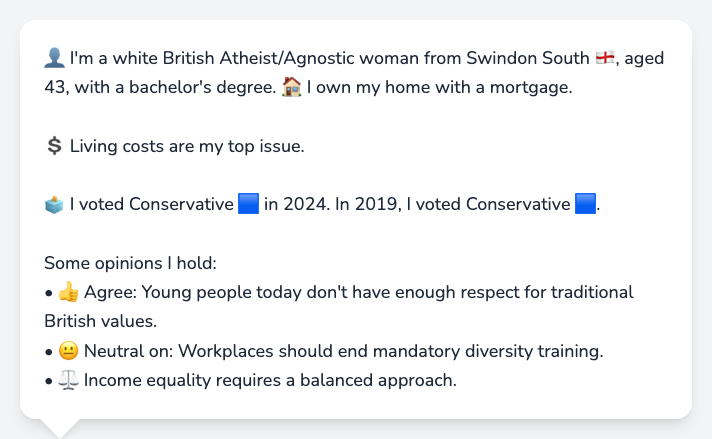 👤 I'm a white British Atheist/Agnostic woman from Swindon South 🏴󠁧󠁢󠁥󠁮󠁧󠁿, aged
43, with a bachelor's degree. 🏠 I own my home with a mortgage.
💲 Living costs are my top issue.
🗳️ I voted Conservative 🟦 in 2024. In 2019, I voted Conservative 🟦.
Some opinions I hold:
• 👍 Agree: Young people today don't have enough respect for traditional
British values.
• 😐 Neutral on: Workplaces should end mandatory diversity training.
• ⚖️ Income equality requires a balanced approach.